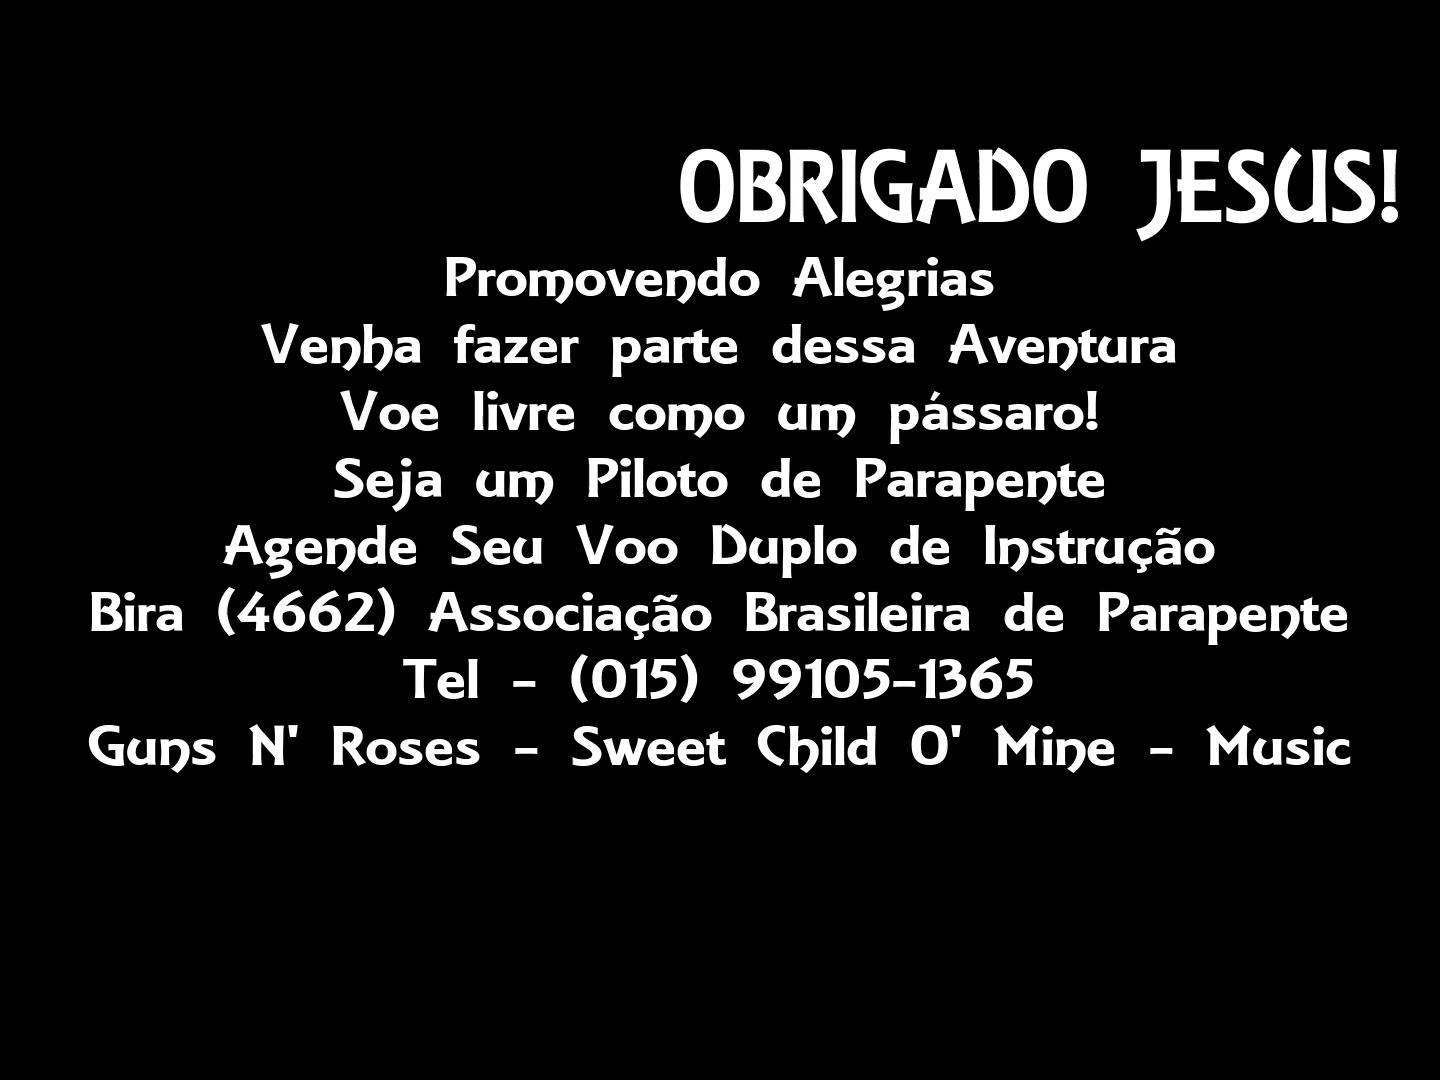 OBRIGADO JESUS!
Promovendo Alegrias
Venha fazer parte dessa Aventura
Voe livre como um pássaro!
Seja um Piloto de Parapente
Agende Seu Voo Duplo de Instrução
Bira (4662) Associação Brasileira de Parapente
Tel - (015) 99105-1365
Guns N' Roses - Sweet Child O' Mine - Music